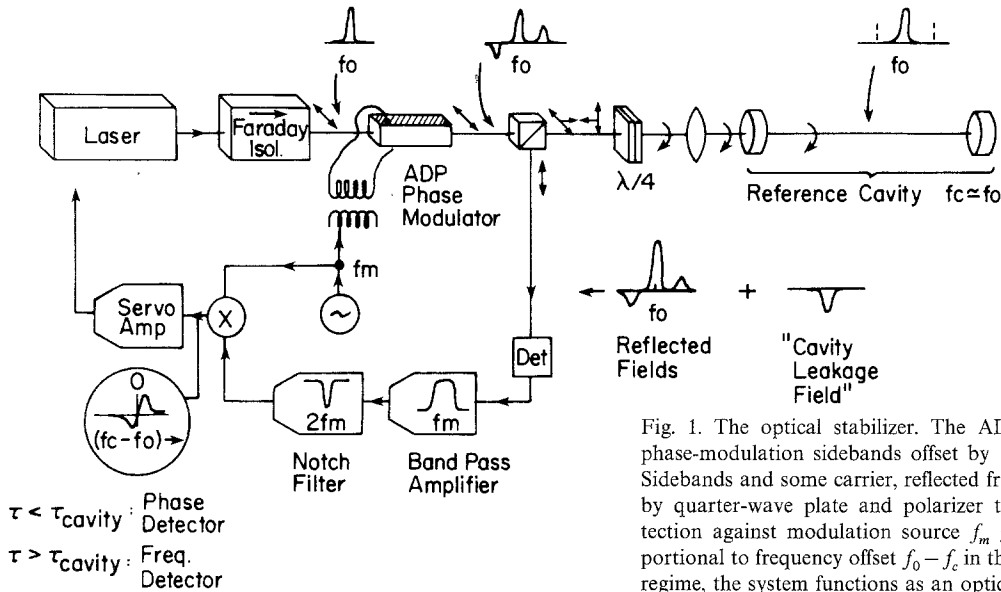 fo
fo
fo
Laser
Faraday
Isol.
ADP
Phase
Modulator
λ/4
Reference Cavity fc≃fo
fm
~
X
Servo
Amp
O
(fc-fo)→
2fm
Notch
Filter
fm
Band Pass
Amplifier
Det
fo
Reflected
Fields
+
"Cavity
Leakage
Field"
τ < τcavity : Phase
Detector
τ > τcavity : Freq.
Detector
Fig. 1. The optical stabilizer. The
phase-modulation sidebands offset by
Sidebands and some carrier, reflected
by quarter-wave plate and polarizer
tection against modulation source fm
portional to frequency offset f0 − fc in
regime, the system functions as an